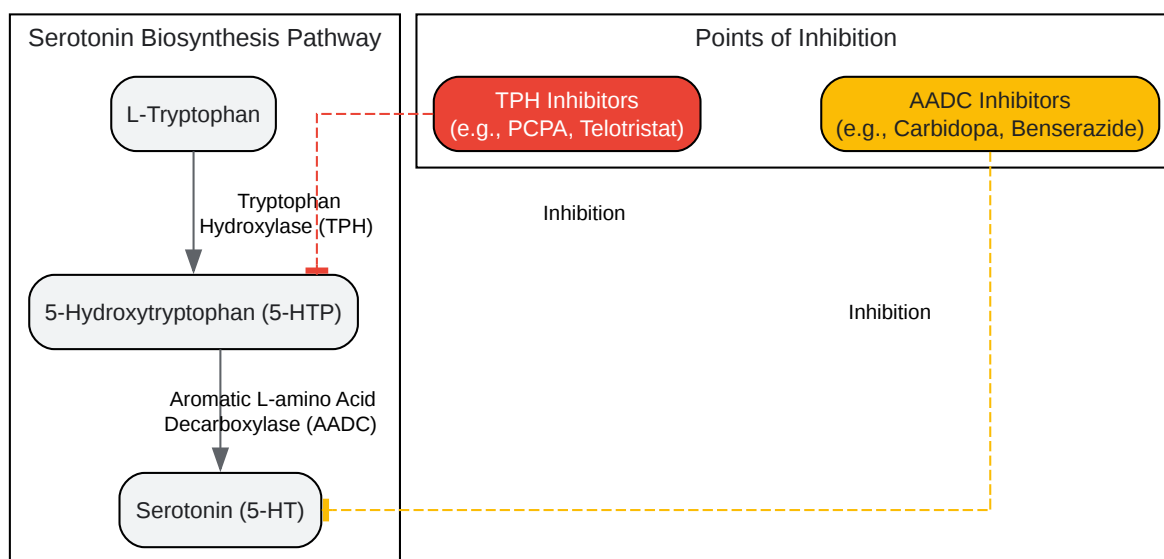 Serotonin Biosynthesis Pathway
L-Tryptophan
Tryptophan
Hydroxylase (TPH)
5-Hydroxytryptophan (5-HTP)
Aromatic L-amino Acid
Decarboxylase (AADC)
Serotonin (5-HT)
Points of Inhibition
TPH Inhibitors
(e.g., PCPA, Telotristat)
AADC Inhibitors
(e.g., Carbidopa, Benserazide)
Inhibition
Inhibition